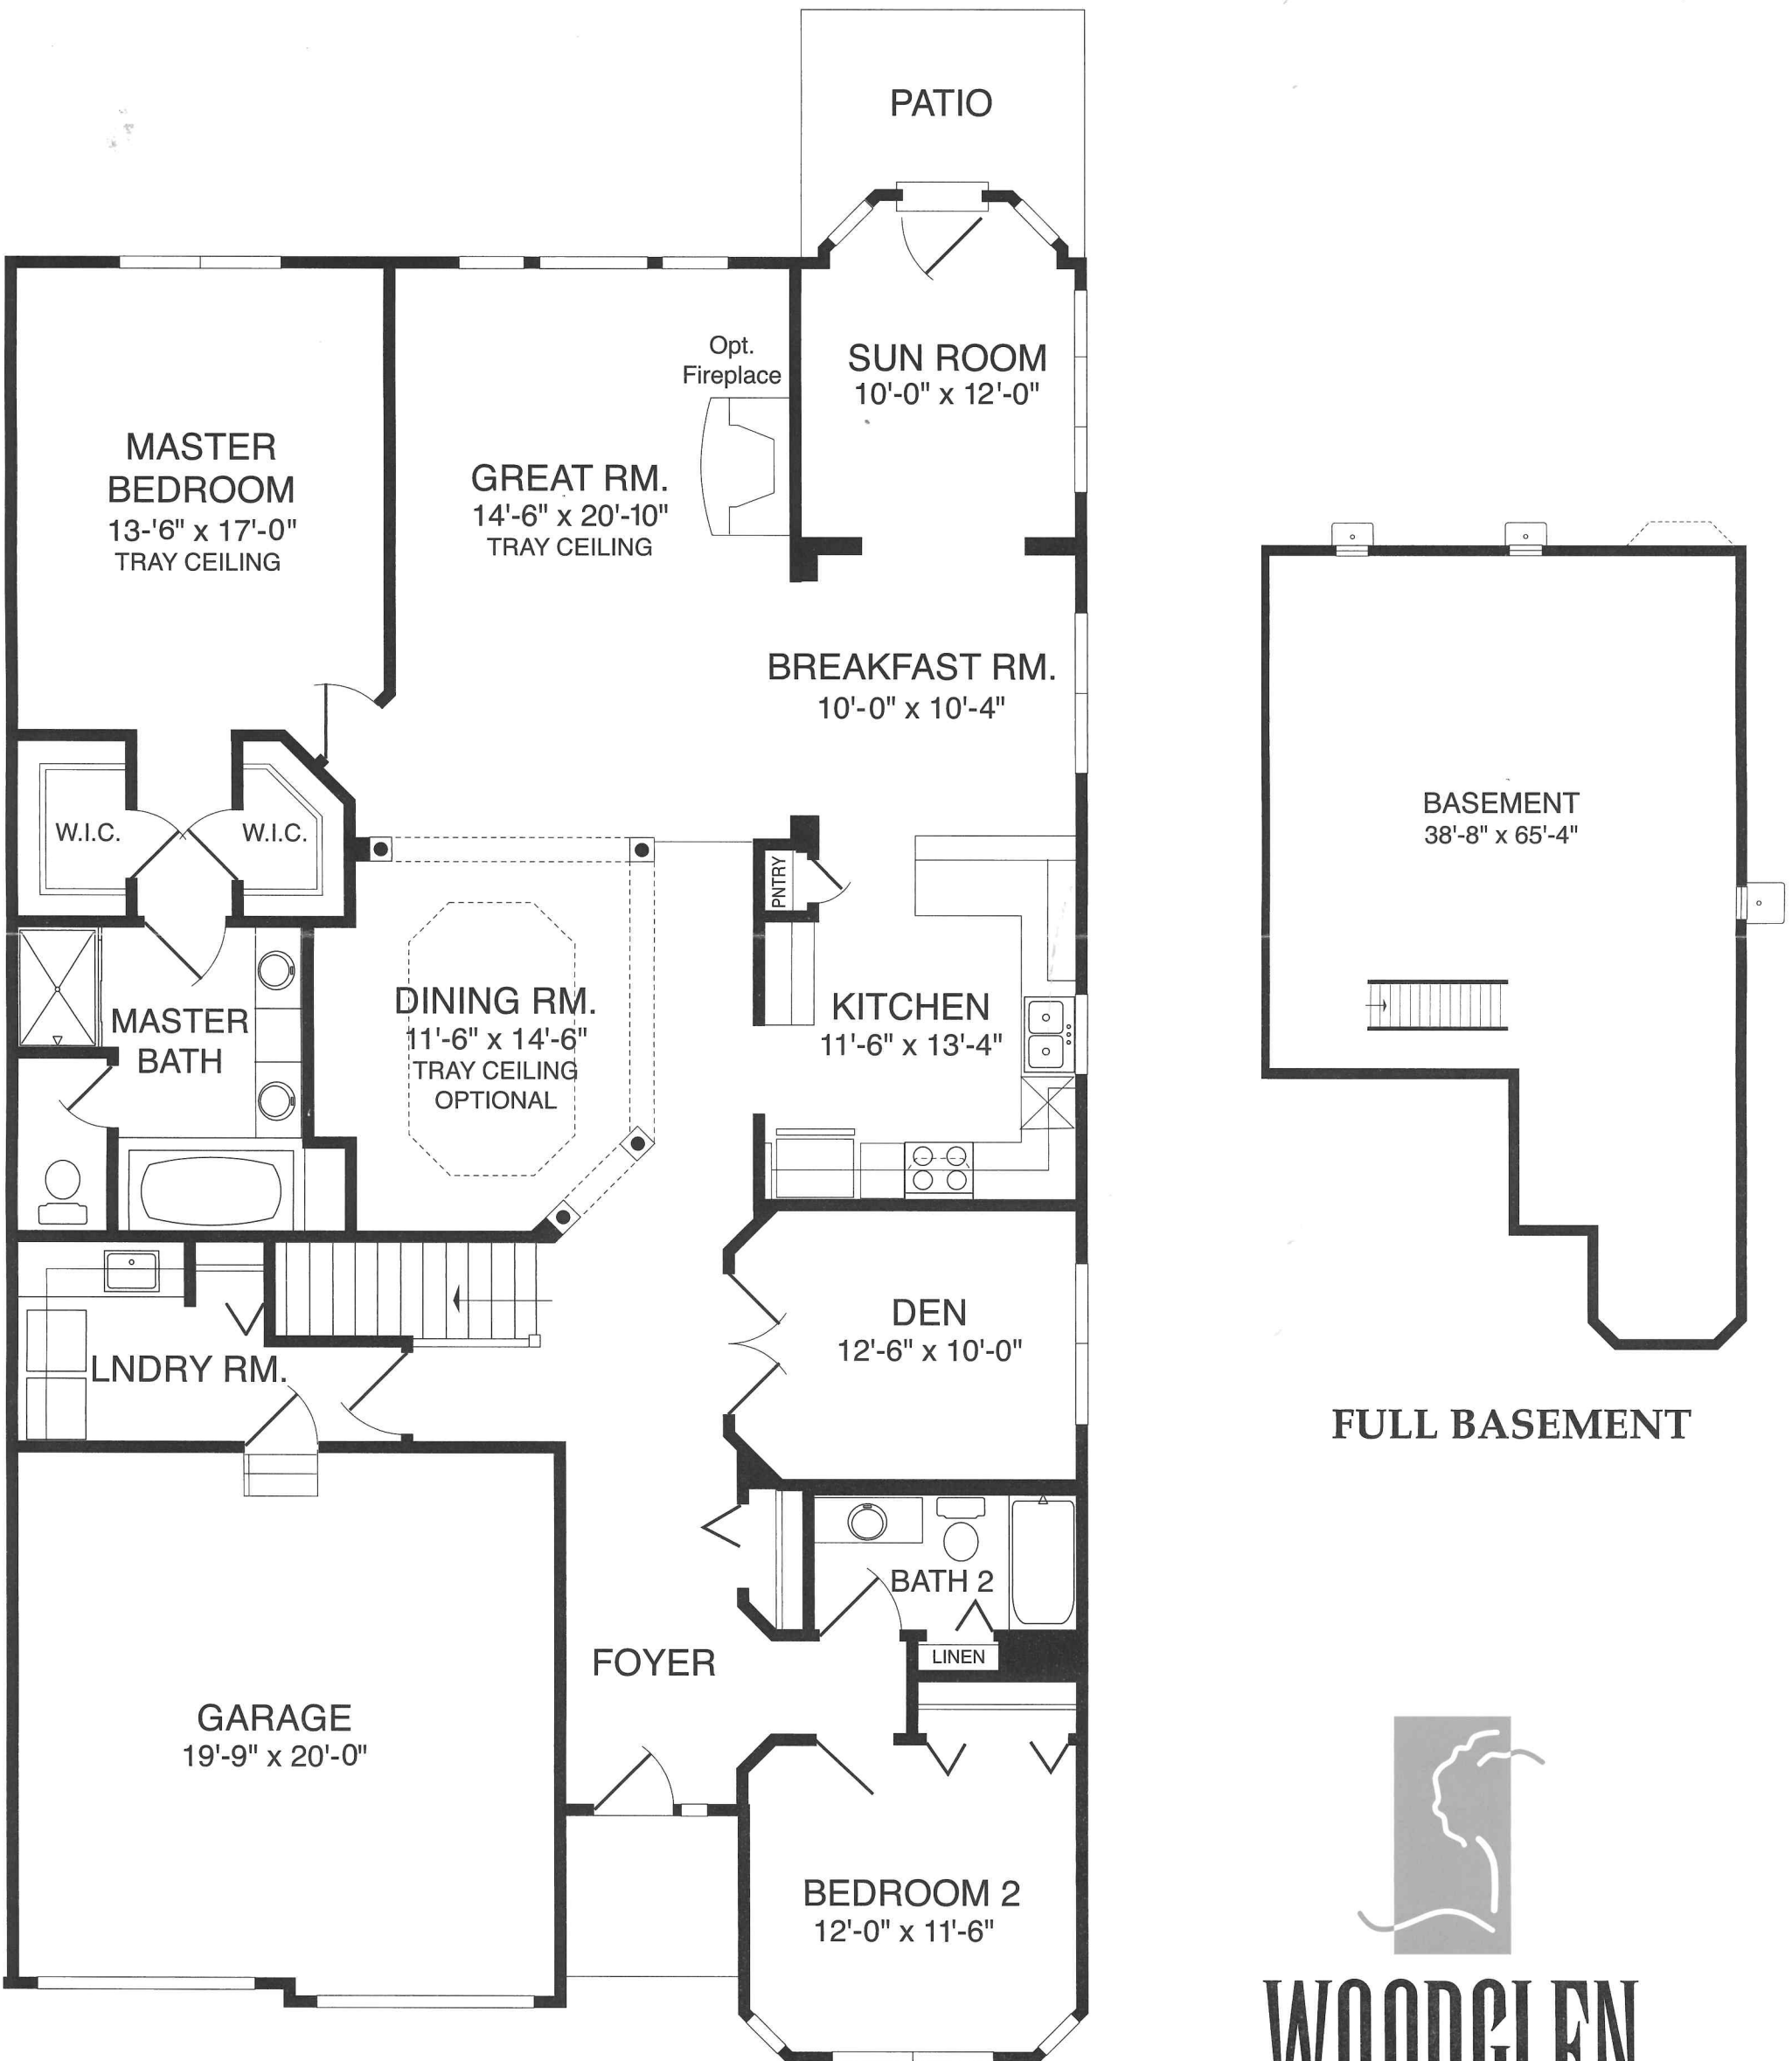 PATIO
SUN ROOM
10'-0" x 12'-0"
Opt.
Fireplace
MASTER
BEDROOM
13-'6" x 17'-0"
TRAY CEILING
GREAT RM.
14'-6" x 20'-10"
TRAY CEILING
BREAKFAST RM.
10'-0" x 10'-4"
W.I.C.
W.I.C.
PNTRY
MASTER
BATH
DINING RM.
11'-6" x 14'-6"
TRAY CEILING
OPTIONAL
KITCHEN
11'-6" x 13'-4"
DEN
12'-6" x 10'-0"
LNDRY RM.
BATH 2
LINEN
FOYER
GARAGE
19'-9" x 20'-0"
BEDROOM 2
12'-0" x 11'-6"
BASEMENT
38'-8" x 65'-4"
FULL BASEMENT
WOODGLEN